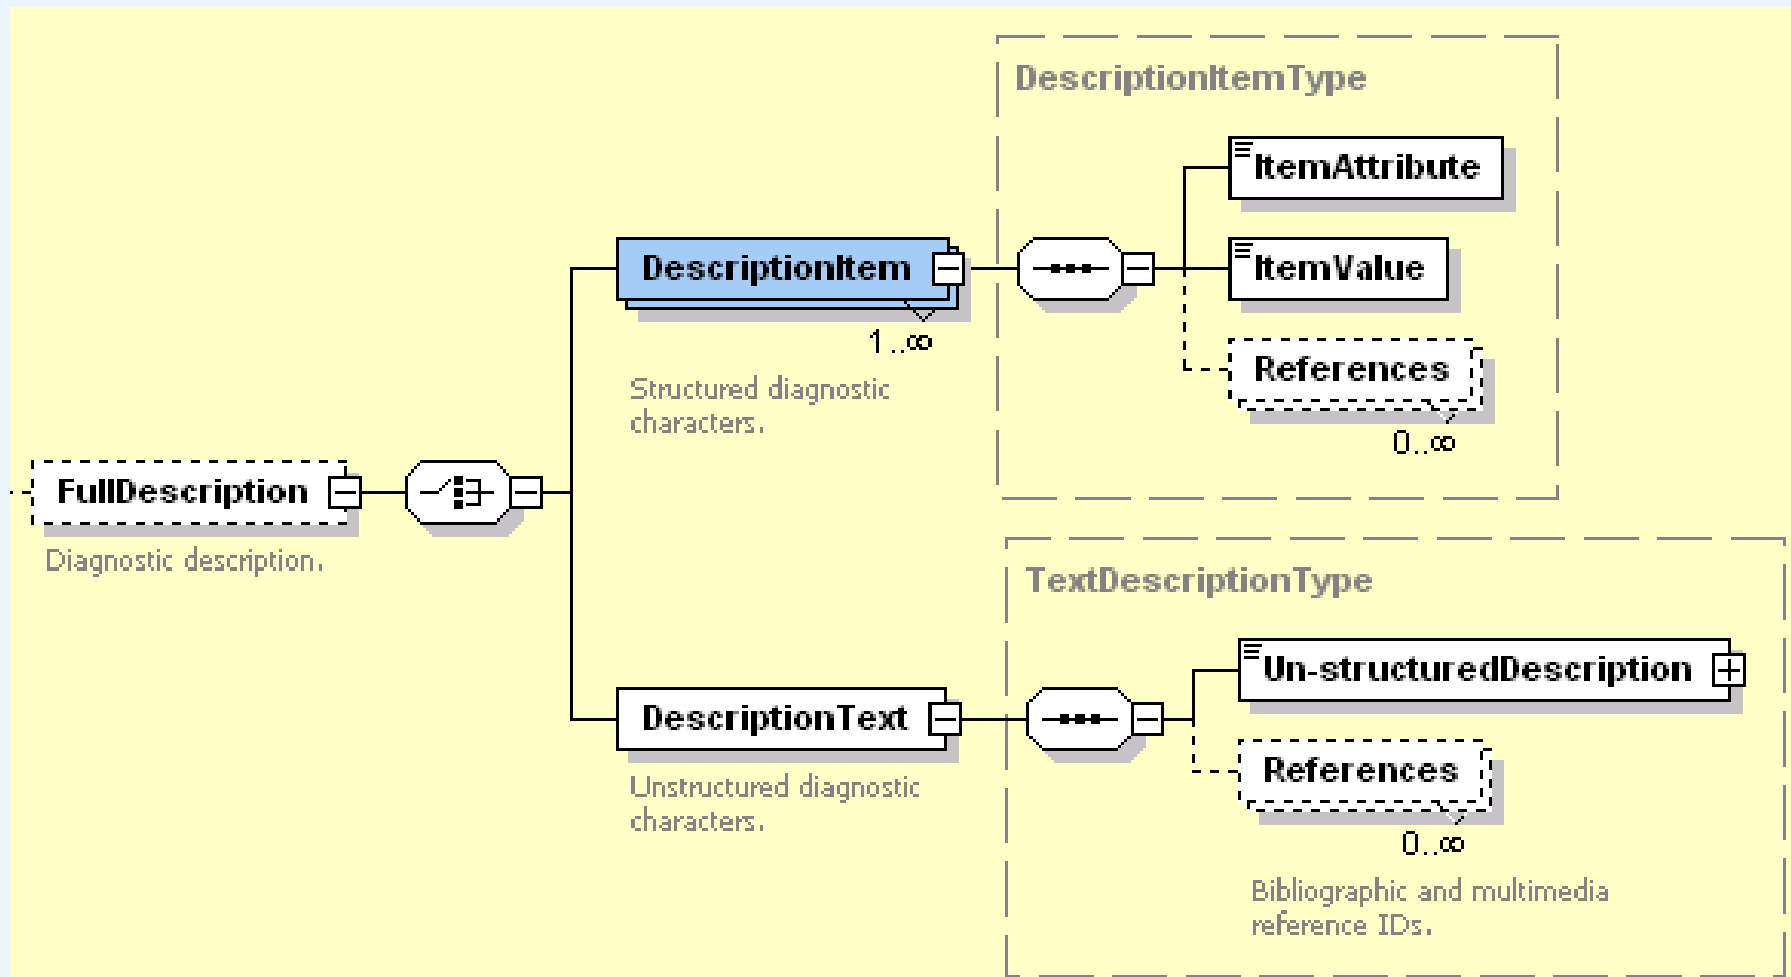 DescriptionItemType
ItemAttribute
DescriptionItem
ItemValue
1..∞
References
Structured diagnostic
characters.
0..∞
FullDescription
Diagnostic description.
TextDescriptionType
Un-structuredDescription
DescriptionText
References
Unstructured diagnostic
characters.
0..∞
Bibliographic and multimedia
reference IDs.